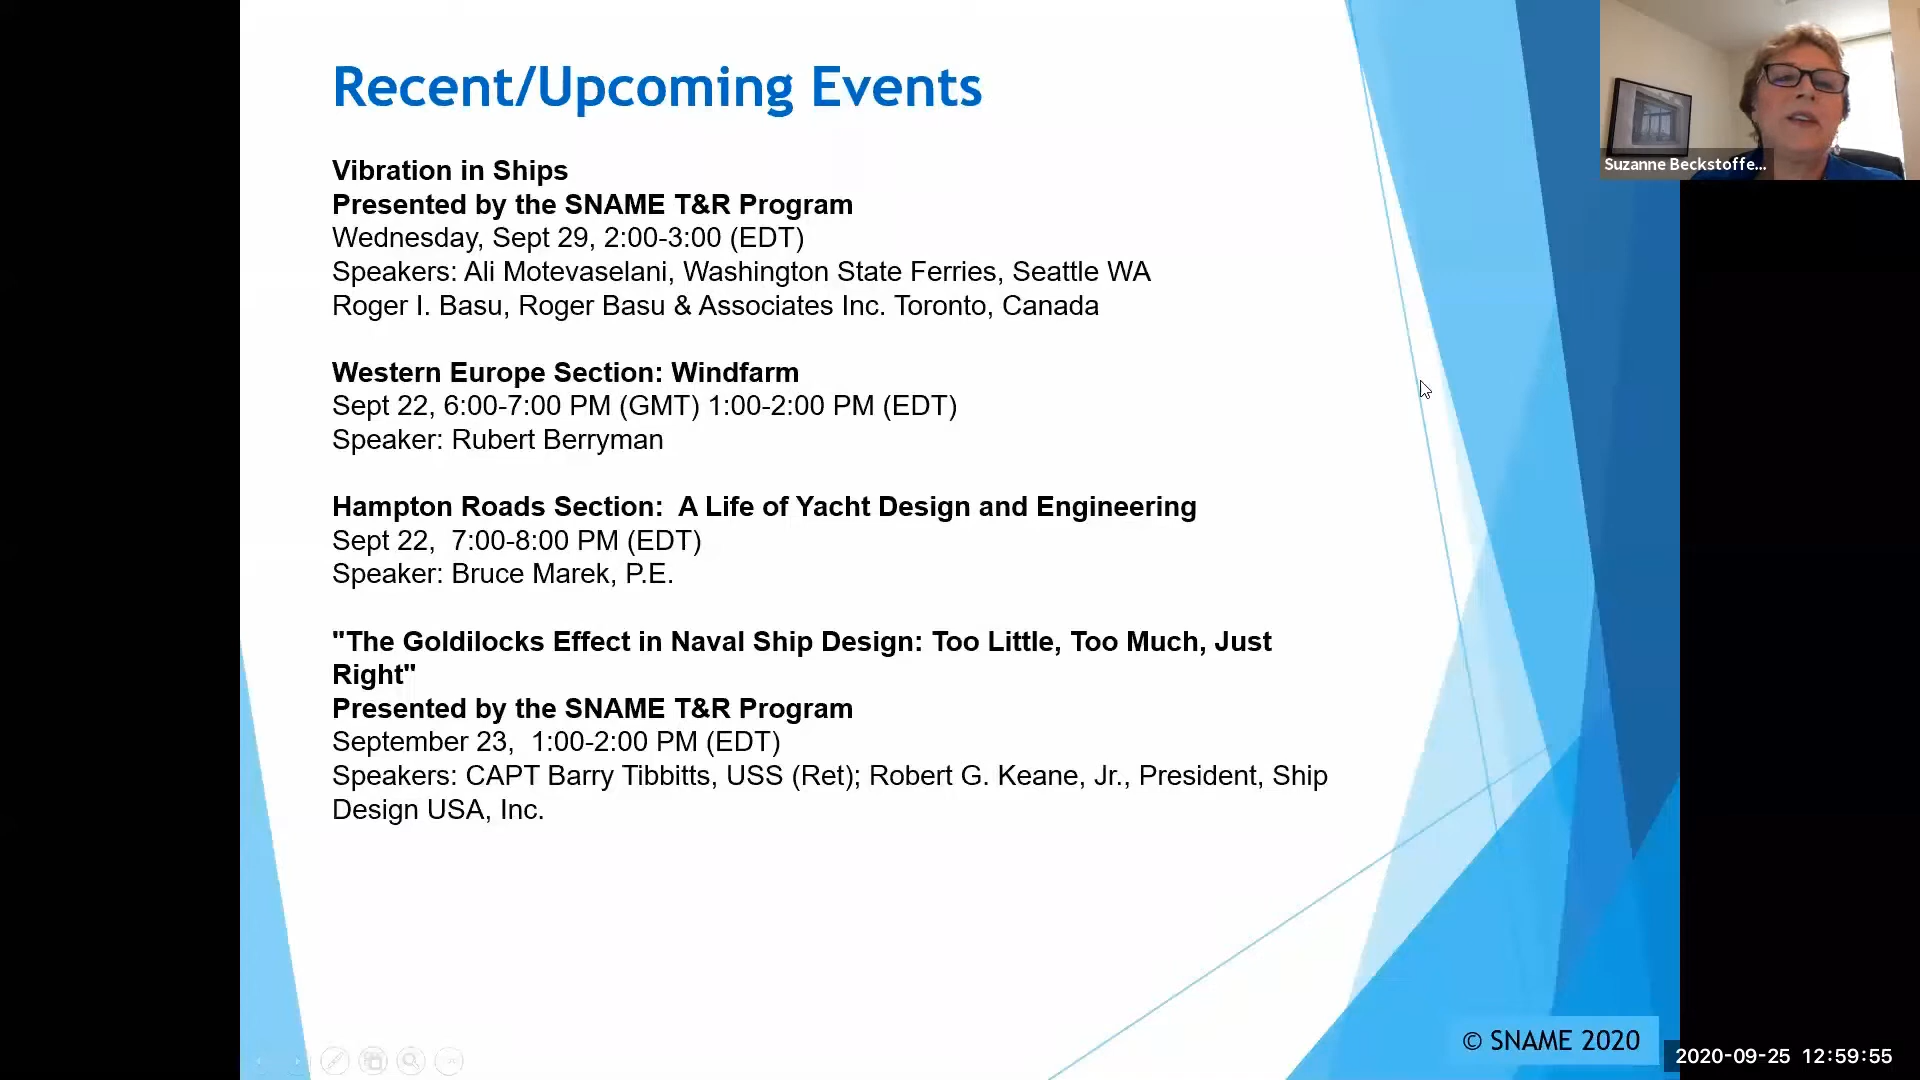 Recent/Upcoming Events
Vibration in Ships
Presented by the SNAME T&R Program
Wednesday, Sept 29, 2:00-3:00 (EDT)
Speakers: Ali Motevaselani, Washington State Ferries, Seattle WA
Roger I. Basu, Roger Basu & Associates Inc. Toronto, Canada
Western Europe Section: Windfarm
Sept 22, 6:00-7:00 PM (GMT) 1:00-2:00 PM (EDT)
Speaker: Rubert Berryman
Hampton Roads Section:  A Life of Yacht Design and Engineering
Sept 22,  7:00-8:00 PM (EDT)
Speaker: Bruce Marek, P.E.
"The Goldilocks Effect in Naval Ship Design: Too Little, Too Much, Just
Right"
Presented by the SNAME T&R Program
September 23,  1:00-2:00 PM (EDT)
Speakers: CAPT Barry Tibbitts, USS (Ret); Robert G. Keane, Jr., President, Ship
Design USA, Inc.
Suzanne Beckstoffe...
© SNAME 2020
2020-09-25 12:59:55